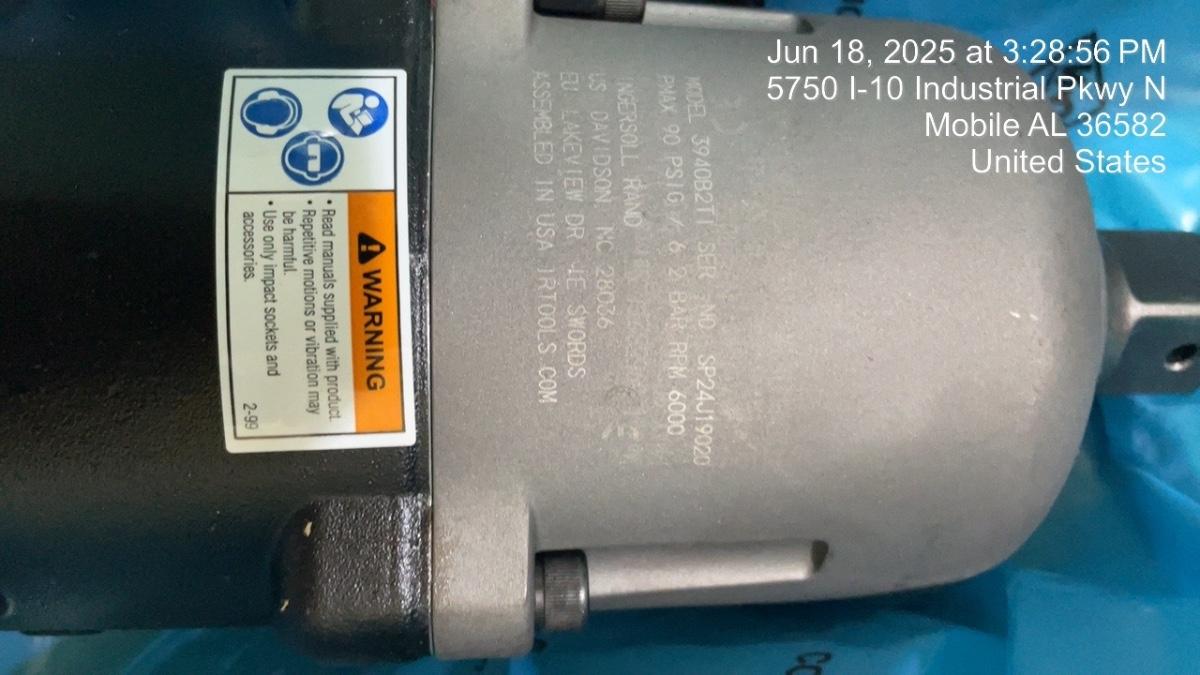 Jun 18, 2025 at 3:28:56 PM
5750 I-10 Industrial Pkwy N
Mobile AL 36582
United States
MODEL 3940B2TI SER NO SP24J19020
PMAX 90 PSIG / 6.2 BAR RPM 6000
INGERSOLL RAND
US DAVIDSON NC 28036
EU LAKEVIEW DR IE SWORDS
ASSEMBLED IN USA IRTOOLS.COM
WARNING
• Read manuals supplied with product.
• Repetitive motions or vibration may
be harmful.
• Use only impact sockets and
accessories.
2-99